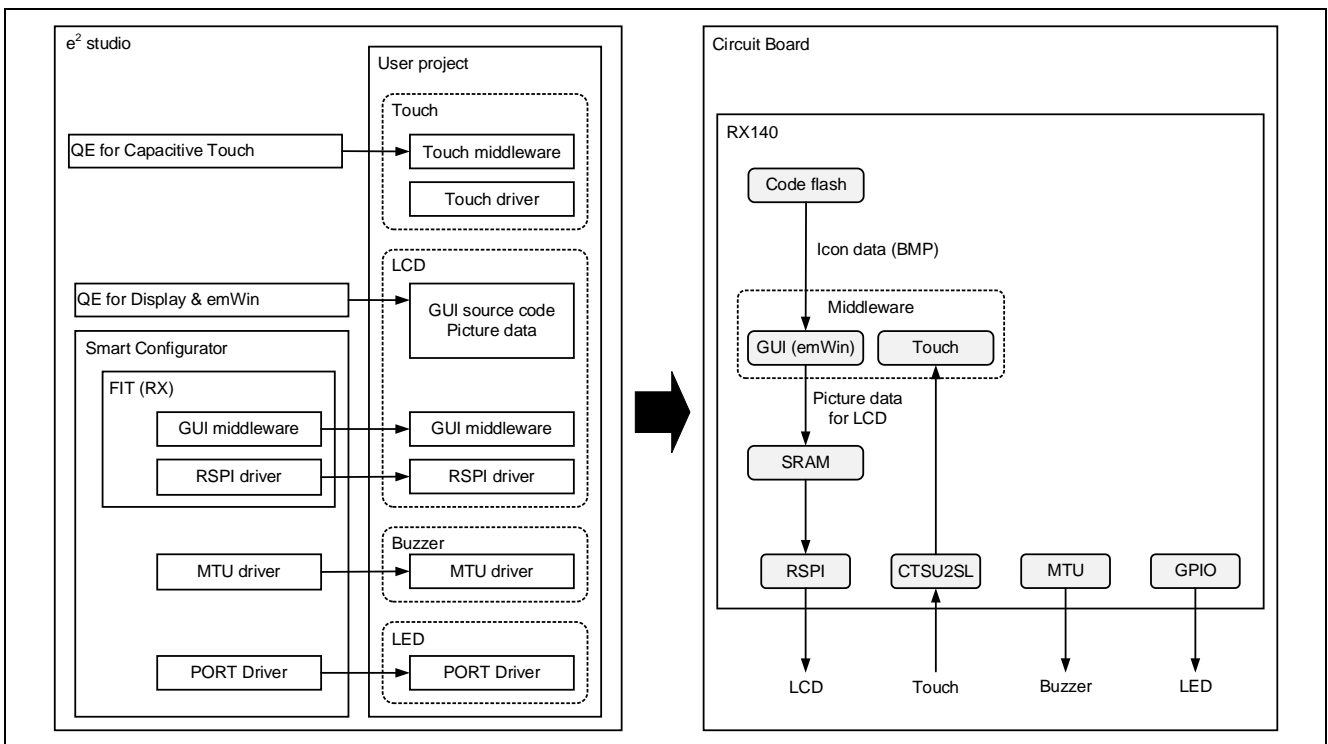 e² studio
User project
Touch
QE for Capacitive Touch
Touch middleware
Touch driver
LCD
QE for Display & emWin
GUI source code
Picture data
Smart Configurator
FIT (RX)
GUI middleware
GUI middleware
RSPI driver
RSPI driver
Buzzer
MTU driver
MTU driver
LED
PORT Driver
PORT Driver
Circuit Board
RX140
Code flash
Icon data (BMP)
Middleware
GUI (emWin)
Touch
Picture data
for LCD
SRAM
RSPI
CTSU2SL
MTU
GPIO
LCD
Touch
Buzzer
LED